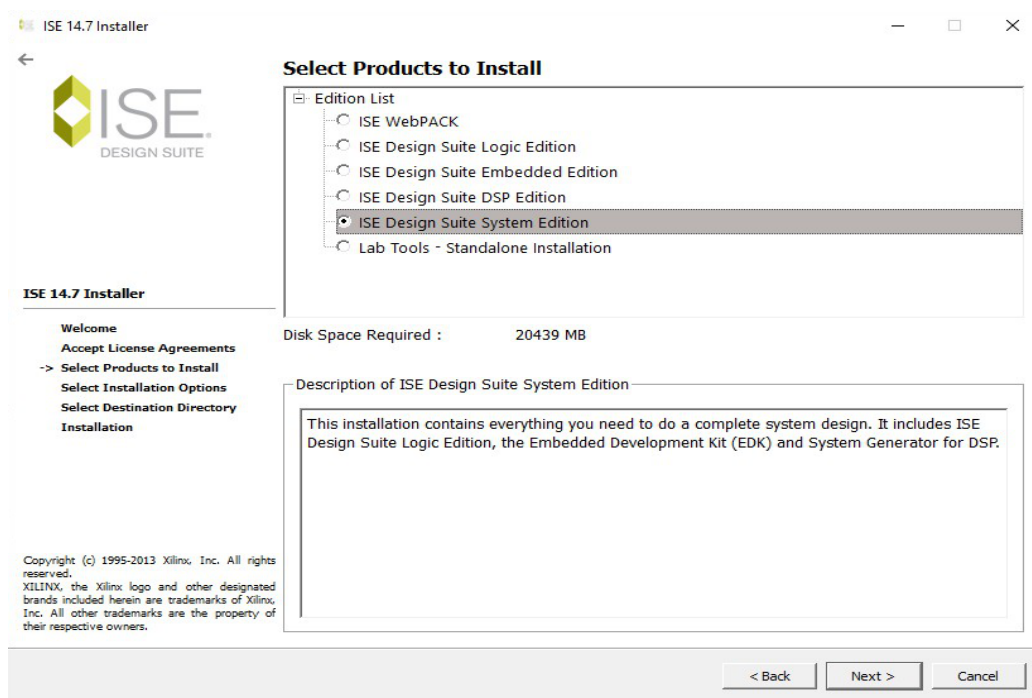 ISE 14.7 Installer
ISE®
DESIGN SUITE
Select Products to Install
Edition List
ISE WebPACK
ISE Design Suite Logic Edition
ISE Design Suite Embedded Edition
ISE Design Suite DSP Edition
ISE Design Suite System Edition
Lab Tools - Standalone Installation
ISE 14.7 Installer
Welcome
Accept License Agreements
-> Select Products to Install
Select Installation Options
Select Destination Directory
Installation
Disk Space Required : 20439 MB
Description of ISE Design Suite System Edition
This installation contains everything you need to do a complete system design. It includes ISE
Design Suite Logic Edition, the Embedded Development Kit (EDK) and System Generator for DSP.
Copyright (c) 1995-2013 Xilinx, Inc. All rights
reserved.
XILINX, the Xilinx logo and other designated
brands included herein are trademarks of Xilinx,
Inc. All other trademarks are the property of
their respective owners.
< Back
Next >
Cancel